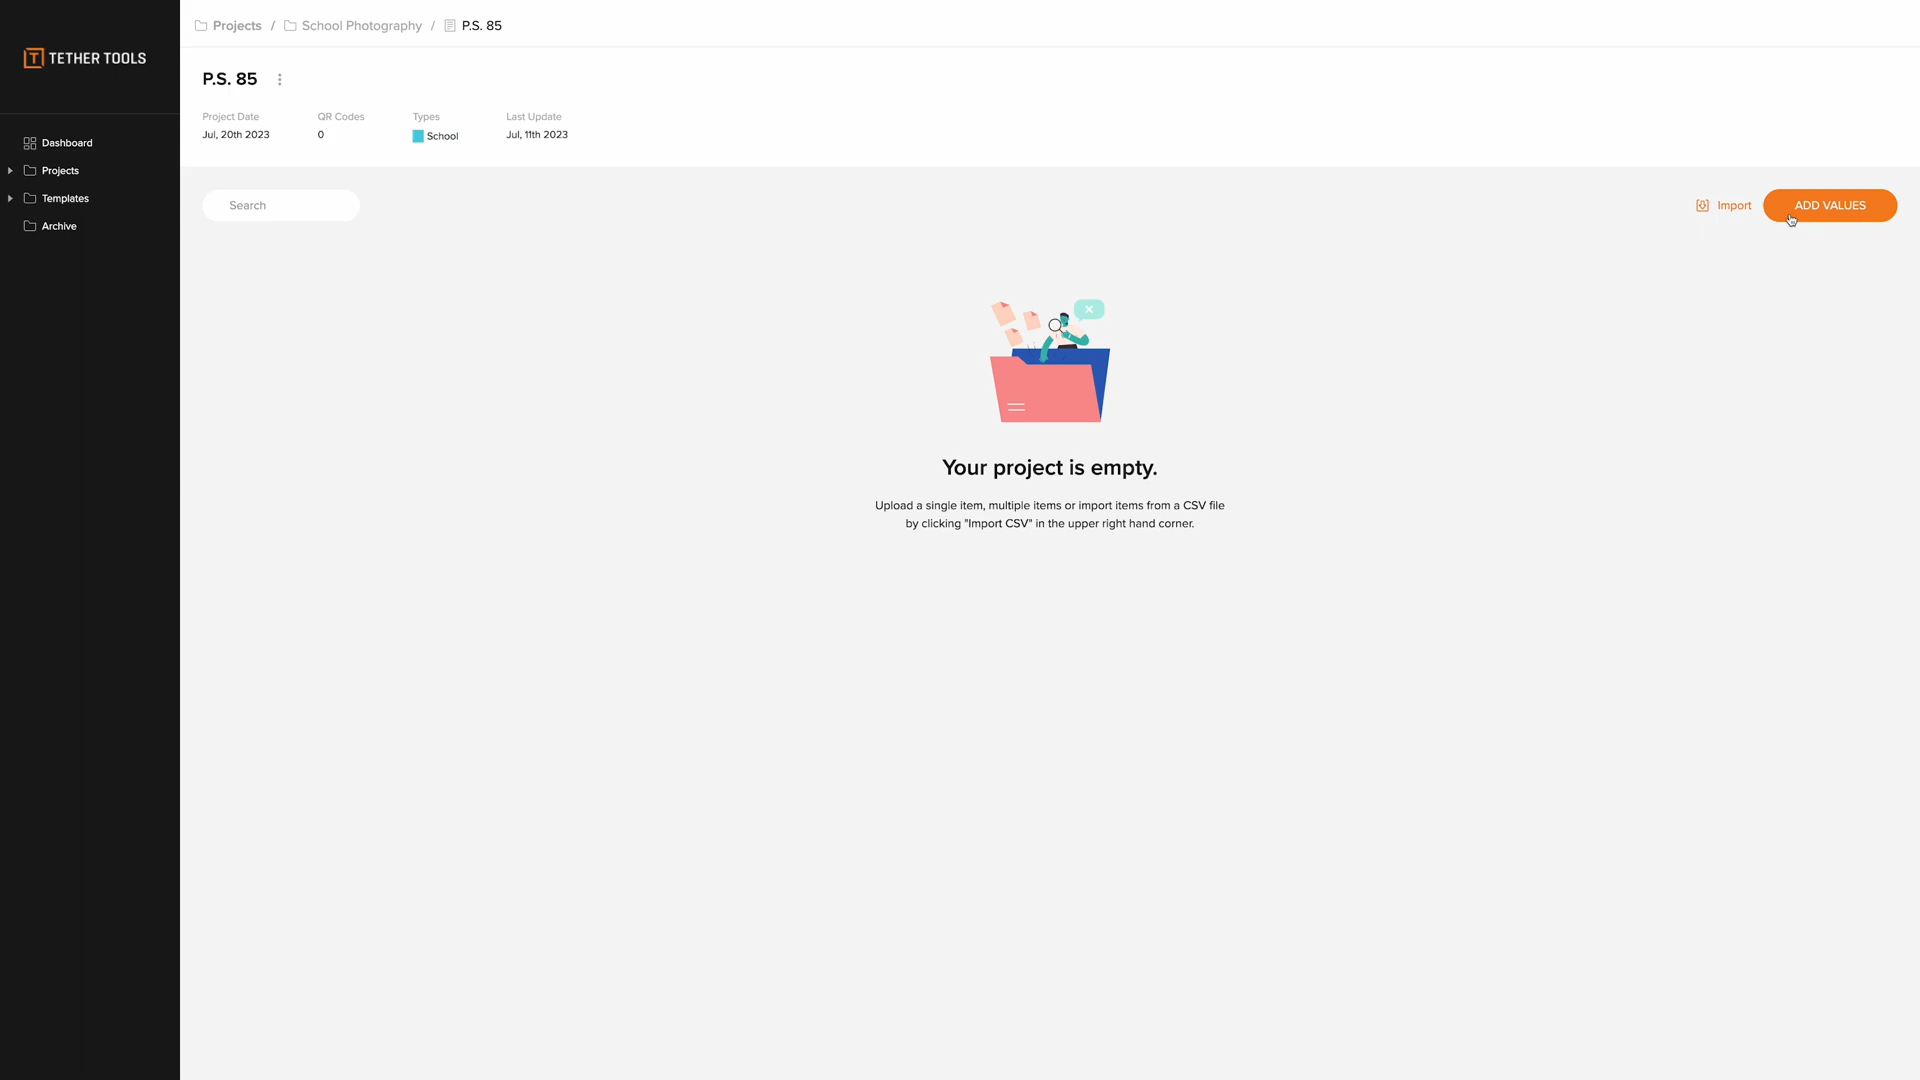 TETHER TOOLS
Dashboard
Projects
Templates
Archive
Projects / School Photography / P.S. 85
P.S. 85
Project Date
Jul, 20th 2023
QR Codes
0
Types
School
Last Update
Jul, 11th 2023
Search
Import
ADD VALUES
Your project is empty.
Upload a single item, multiple items or import items from a CSV file
by clicking "Import CSV" in the upper right hand corner.